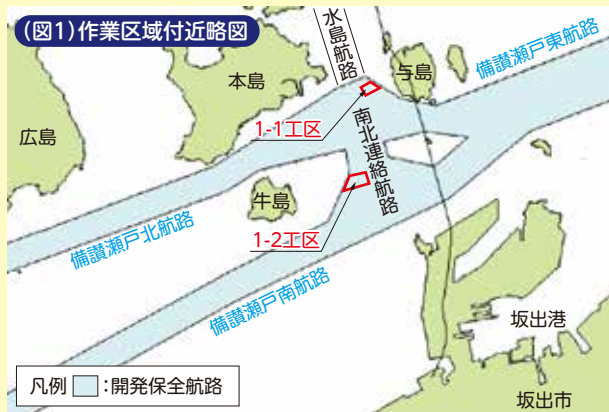 (図1)作業区域付近略図
水島航路
与島
備讃瀬戸東航路
本島
1-1工区
南北連絡航路
広島
牛島
1-2工区
備讃瀬戸北航路
備讃瀬戸南航路
坂出港
凡例 :開発保全航路
坂出市